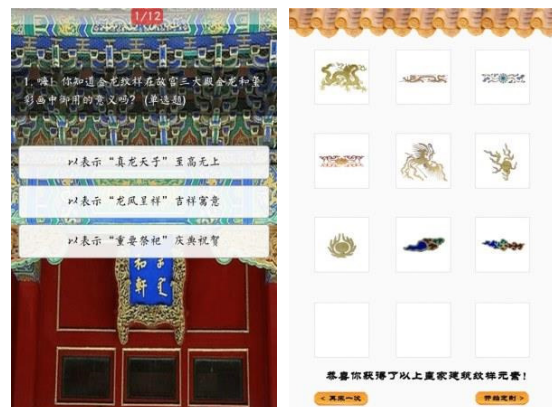 1/12
1, 嗨! 你知道金龙纹样在故宫三大殿金龙和玺
彩画中御用的意义吗? (单选题)
以表示“真龙天子”至高无上
以表示“龙凤呈祥”吉祥寓意
以表示“重要祭祀”庆典祝贺
和軒
恭喜你获得了以上皇家建筑纹样元素!
< 再来一次
开始定制 >